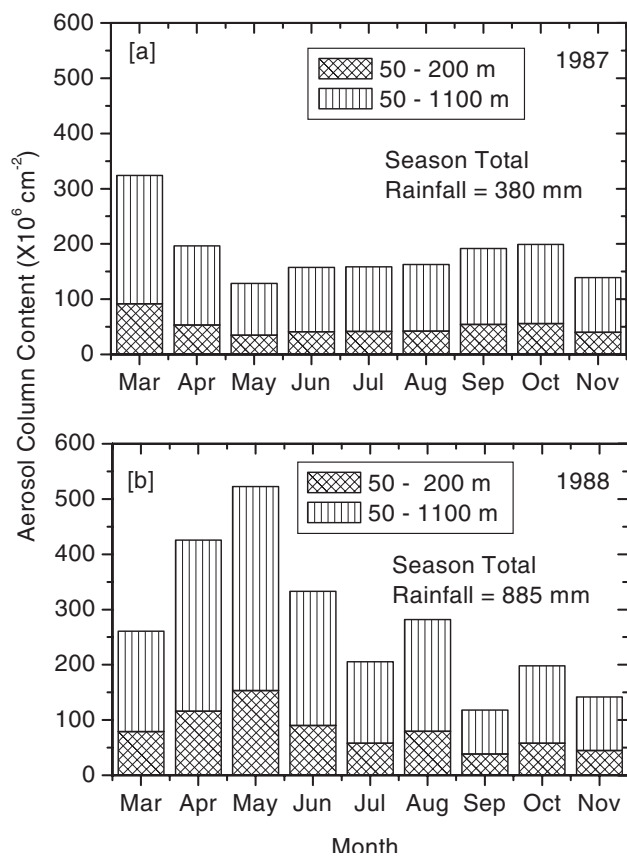 Aerosol Column Content (X10⁶ cm⁻²)
600
500
400
300
200
100
0
[a]
50 - 200 m
50 - 1100 m
1987
Season Total
Rainfall = 380 mm
Mar Apr May Jun Jul Aug Sep Oct Nov
600
500
400
300
200
100
0
[b]
50 - 200 m
50 - 1100 m
1988
Season Total
Rainfall = 885 mm
Mar Apr May Jun Jul Aug Sep Oct Nov
Month